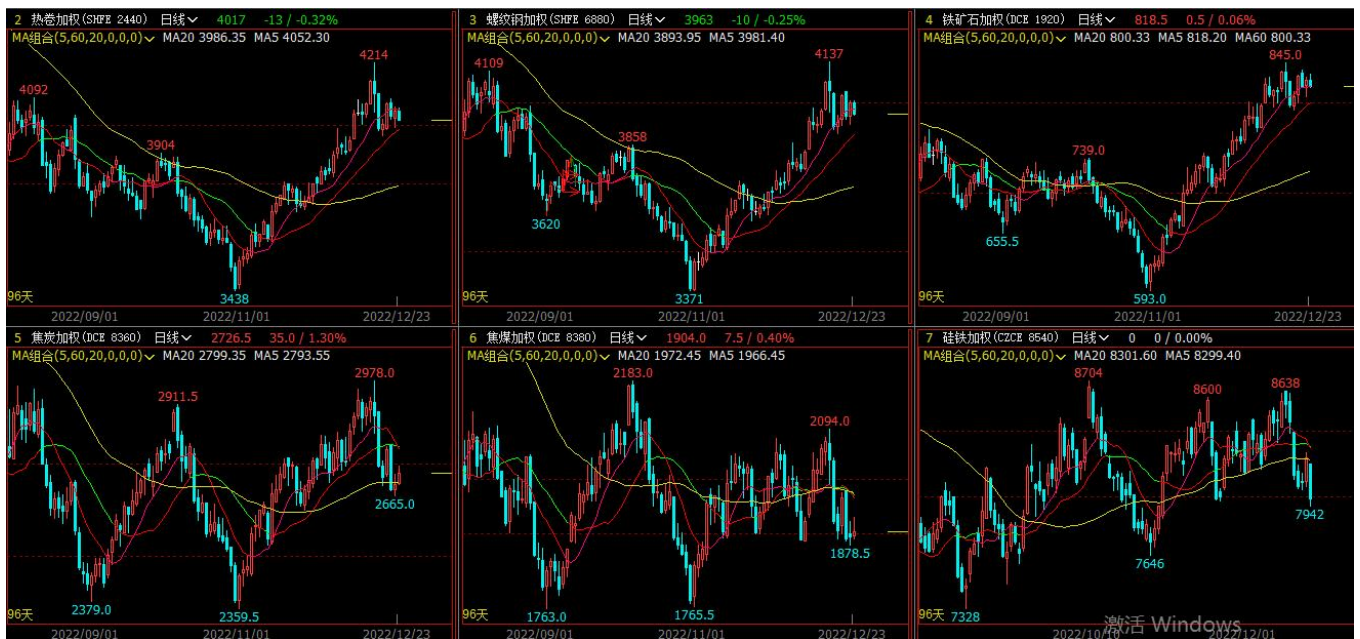 2 热卷加权(SHFE 2440) 日线 4017 -13 / -0.32%
MA组合(5,60,20,0,0,0) MA20 3986.35 MA5 4052.30
4214
4092
3904
3438
96天
2022/09/01 2022/11/01 2022/12/23
3 螺纹钢加权(SHFE 6880) 日线 3963 -10 / -0.25%
MA组合(5,60,20,0,0,0) MA20 3893.95 MA5 3981.40
4137
4109
3858
3620
3371
96天
2022/09/01 2022/11/01 2022/12/23
4 铁矿石加权(DCE 1920) 日线 818.5 0.5 / 0.06%
MA组合(5,60,20,0,0,0) MA20 800.33 MA5 818.20 MA60 800.33
845.0
739.0
655.5
593.0
96天
2022/09/01 2022/11/01 2022/12/23
5 焦炭加权(DCE 8360) 日线 2726.5 35.0 / 1.30%
MA组合(5,60,20,0,0,0) MA20 2799.35 MA5 2793.55
2978.0
2911.5
2665.0
2379.0
2359.5
96天
2022/09/01 2022/11/01 2022/12/23
6 焦煤加权(DCE 8380) 日线 1904.0 7.5 / 0.40%
MA组合(5,60,20,0,0,0) MA20 1972.45 MA5 1966.45
2183.0
2094.0
1878.5
1763.0
1765.5
96天
2022/09/01 2022/11/01 2022/12/23
7 硅铁加权(CZCE 8540) 日线 0 0 / 0.00%
MA组合(5,60,20,0,0,0) MA20 8301.60 MA5 8299.40
8704
8600
8638
7942
7646
7328
96天
激活 Windows
2022/10/10 2022/12/01